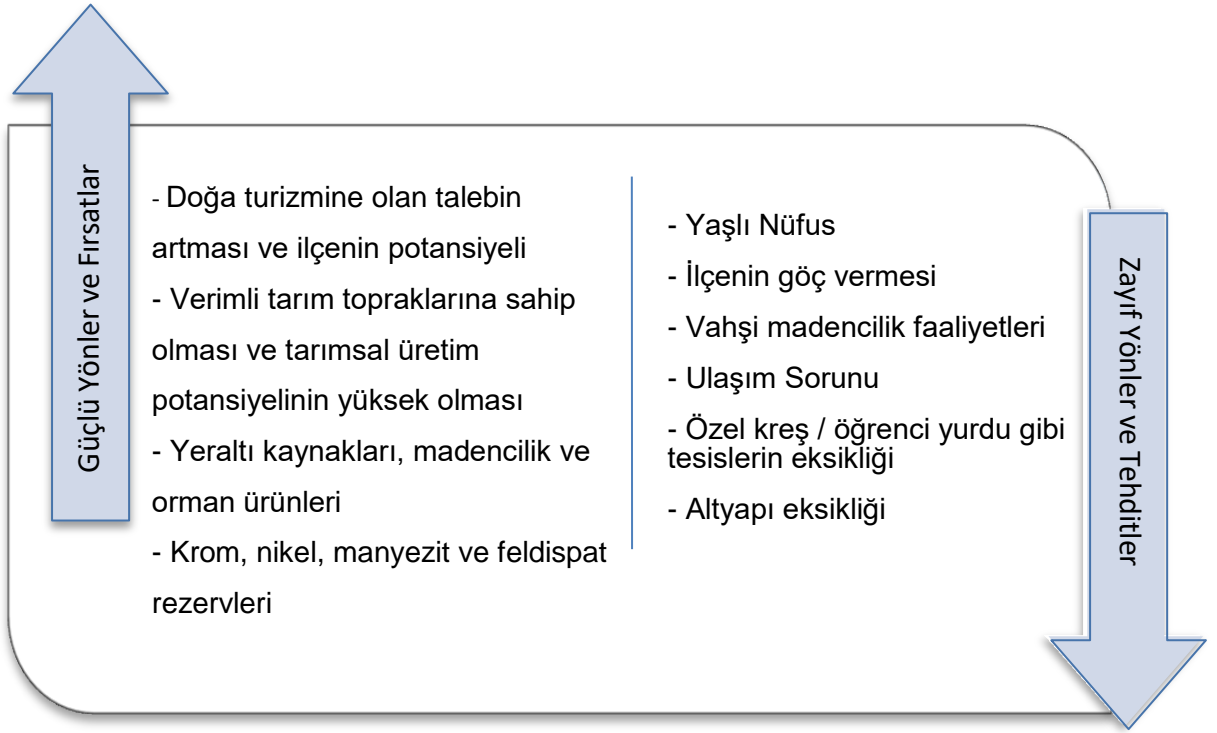 Güçlü Yönler ve Fırsatlar
- Doğa turizmine olan talebin
artması ve ilçenin potansiyeli
- Verimli tarım topraklarına sahip
olması ve tarımsal üretim
potansiyelinin yüksek olması
- Yeraltı kaynakları, madencilik ve
orman ürünleri
- Krom, nikel, manyezit ve feldispat
rezervleri
- Yaşlı Nüfus
- İlçenin göç vermesi
- Vahşi madencilik faaliyetleri
- Ulaşım Sorunu
- Özel kreş / öğrenci yurdu gibi
tesislerin eksikliği
- Altyapı eksikliği
Zayıf Yönler ve Tehditler